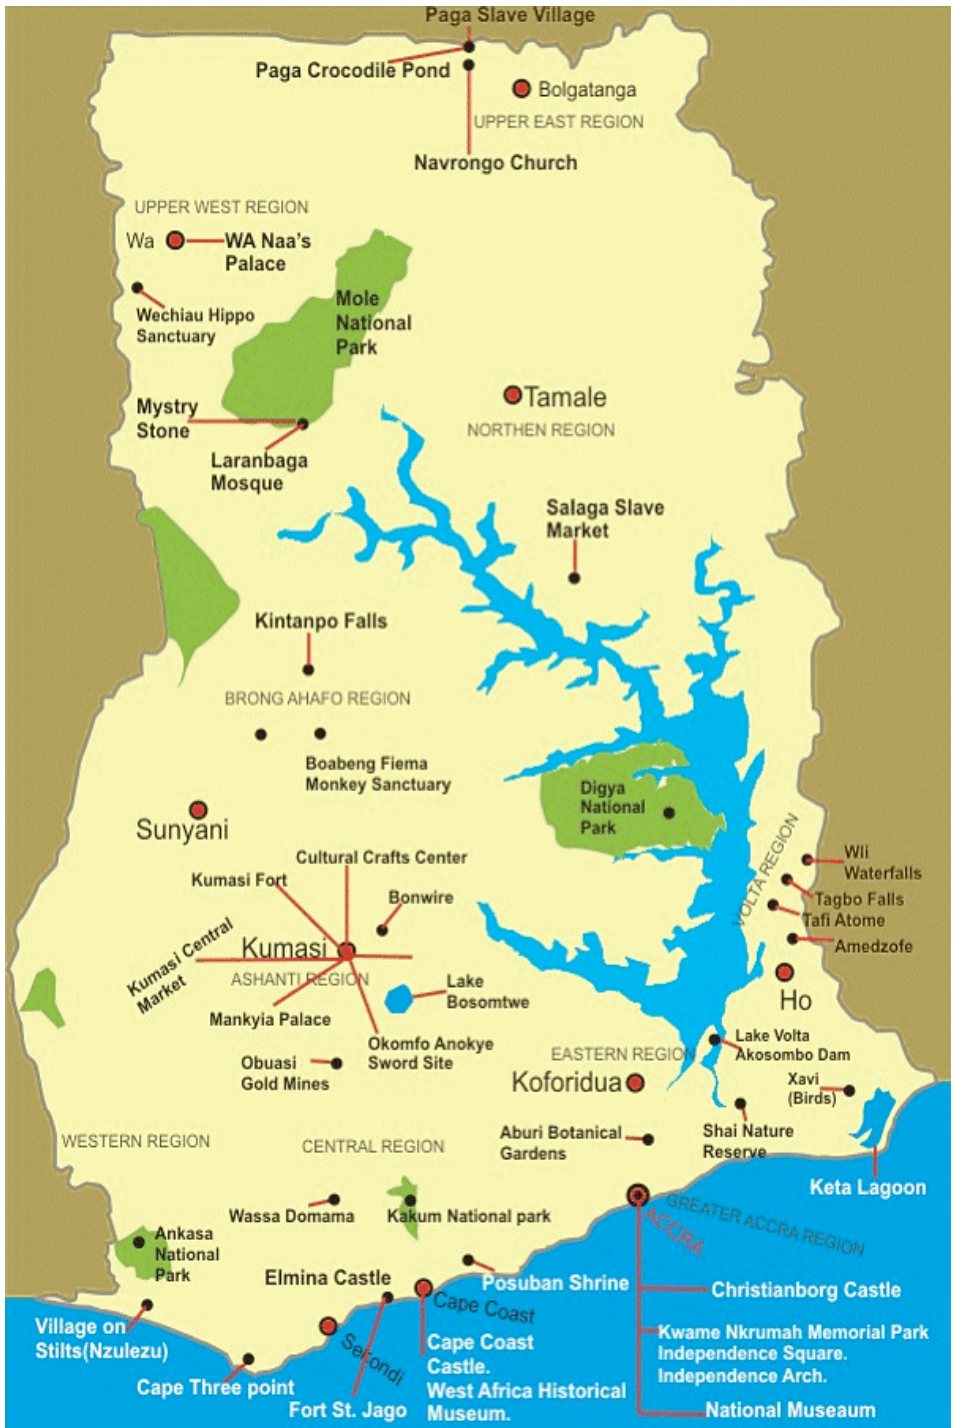 Paga Slave Village
Paga Crocodile Pond
Bolgatanga
UPPER EAST REGION
Navrongo Church
UPPER WEST REGION
Wa
WA Naa's
Palace
Wechiau Hippo
Sanctuary
Mole
National
Park
Mystry
Stone
Tamale
NORTHEN REGION
Laranbaga
Mosque
Salaga Slave
Market
Kintanpo Falls
BRONG AHAFO REGION
Boabeng Fiema
Monkey Sanctuary
Digya
National
Park
Sunyani
VOLTA REGION
Wli
Waterfalls
Tagbo Falls
Tafi Atome
Amedzofe
Cultural Crafts Center
Kumasi Fort
Bonwire
Kumasi
Kumasi Central
Market
ASHANTI REGION
Lake
Bosomtwe
Ho
Mankyia Palace
Okomfo Anokye
Sword Site
Obuasi
Gold Mines
Lake Volta
Akosombo Dam
EASTERN REGION
Koforidua
Xavi
(Birds)
Aburi Botanical
Gardens
Shai Nature
Reserve
WESTERN REGION
CENTRAL REGION
Keta Lagoon
Wassa Domama
Kakum National park
ACCRA
GREATER ACCRA REGION
Ankasa
National
Park
Elmina Castle
Posuban Shrine
Christianborg Castle
Cape Coast
Village on
Stilts(Nzulezu)
Sekondi
Cape Coast
Castle.
West Africa Historical
Museum.
Kwame Nkrumah Memorial Park
Independence Square.
Independence Arch.
Cape Three point
Fort St. Jago
National Museaum